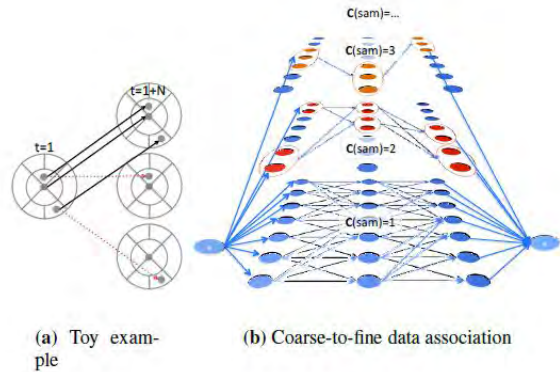 C(sam)=...
C(sam)=3
t=1+N
t=1
C(sam)=2
C(sam)=1
(a) Toy exam-
ple
(b) Coarse-to-fine data association